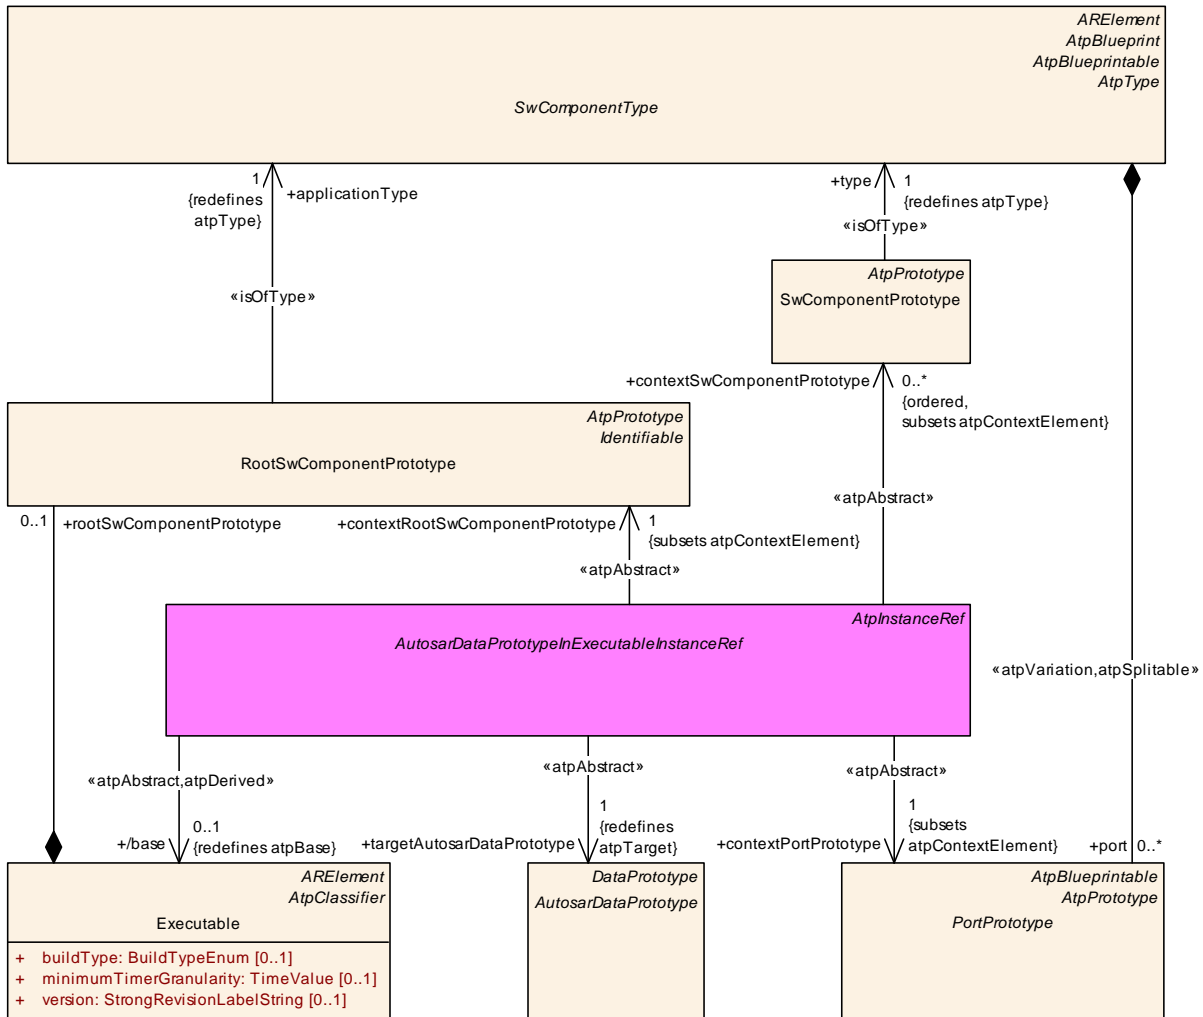 ARElement
AtpBlueprint
AtpBlueprintable
AtpType
SwComponentType
1
{redefines
atpType}
+applicationType
+type
1
{redefines atpType}
«isOfType»
AtpPrototype
SwComponentPrototype
«isOfType»
+contextSwComponentPrototype
0..*
{ordered,
subsets atpContextElement}
AtpPrototype
Identifiable
RootSwComponentPrototype
«atpAbstract»
0..1
+rootSwComponentPrototype
+contextRootSwComponentPrototype
1
{subsets atpContextElement}
«atpAbstract»
AtpInstanceRef
AutosarDataPrototypeInExecutableInstanceRef
«atpVariation,atpSplitable»
«atpAbstract,atpDerived»
«atpAbstract»
«atpAbstract»
+/base
0..1
{redefines atpBase}
+targetAutosarDataPrototype
1
{redefines
atpTarget}
+contextPortPrototype
1
{subsets
atpContextElement}
+port
0..*
ARElement
AtpClassifier
Executable
+ buildType: BuildTypeEnum [0..1]
+ minimumTimerGranularity: TimeValue [0..1]
+ version: StrongRevisionLabelString [0..1]
DataPrototype
AutosarDataPrototype
AtpBlueprintable
AtpPrototype
PortPrototype